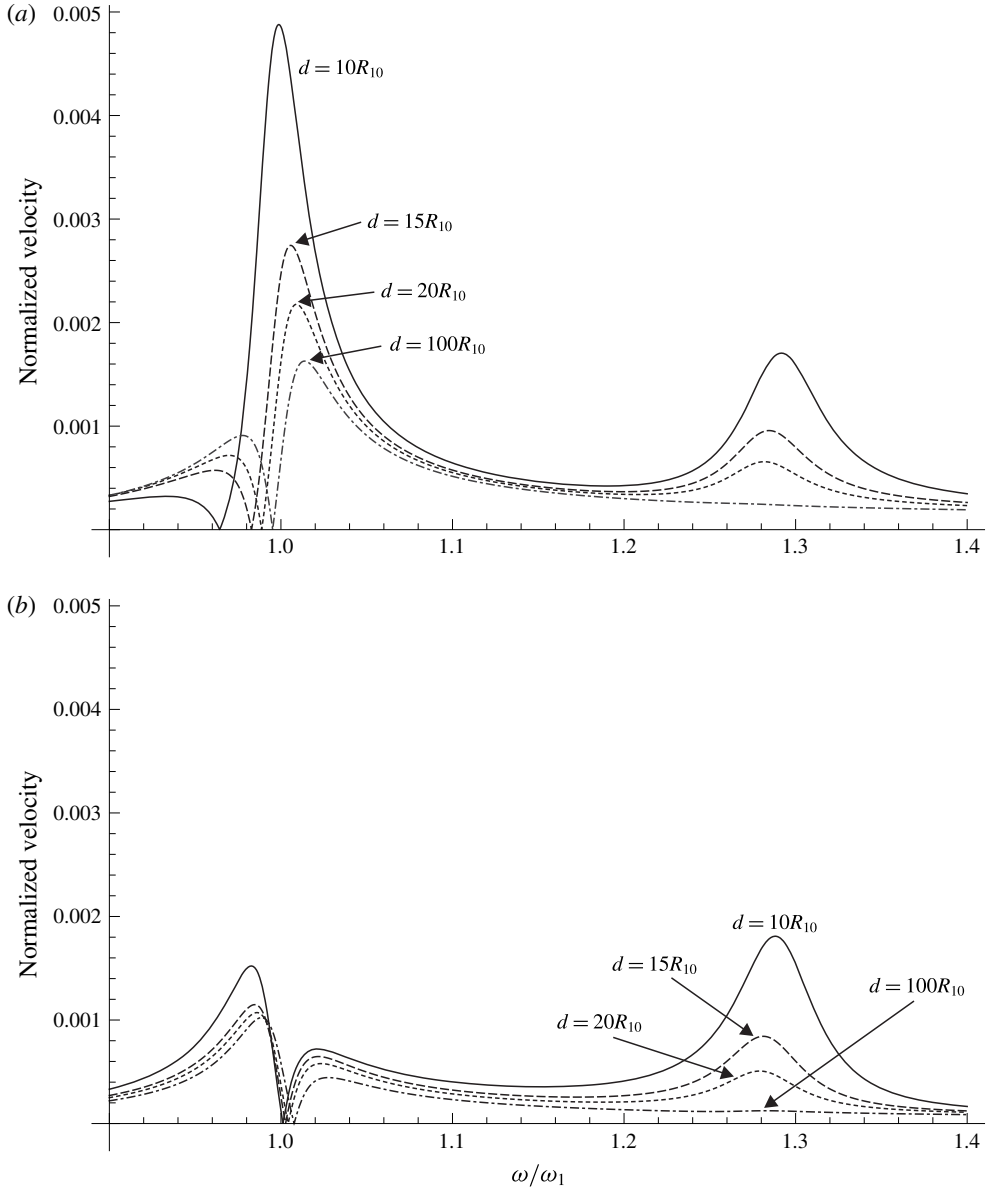 (a)
0.005
0.004
0.003
0.002
0.001
Normalized velocity
d = 10R10
d = 15R10
d = 20R10
d = 100R10
1.0 1.1 1.2 1.3 1.4
(b)
0.005
0.004
0.003
0.002
0.001
Normalized velocity
d = 10R10
d = 15R10
d = 100R10
d = 20R10
1.0 1.1 1.2 1.3 1.4
ω/ω1